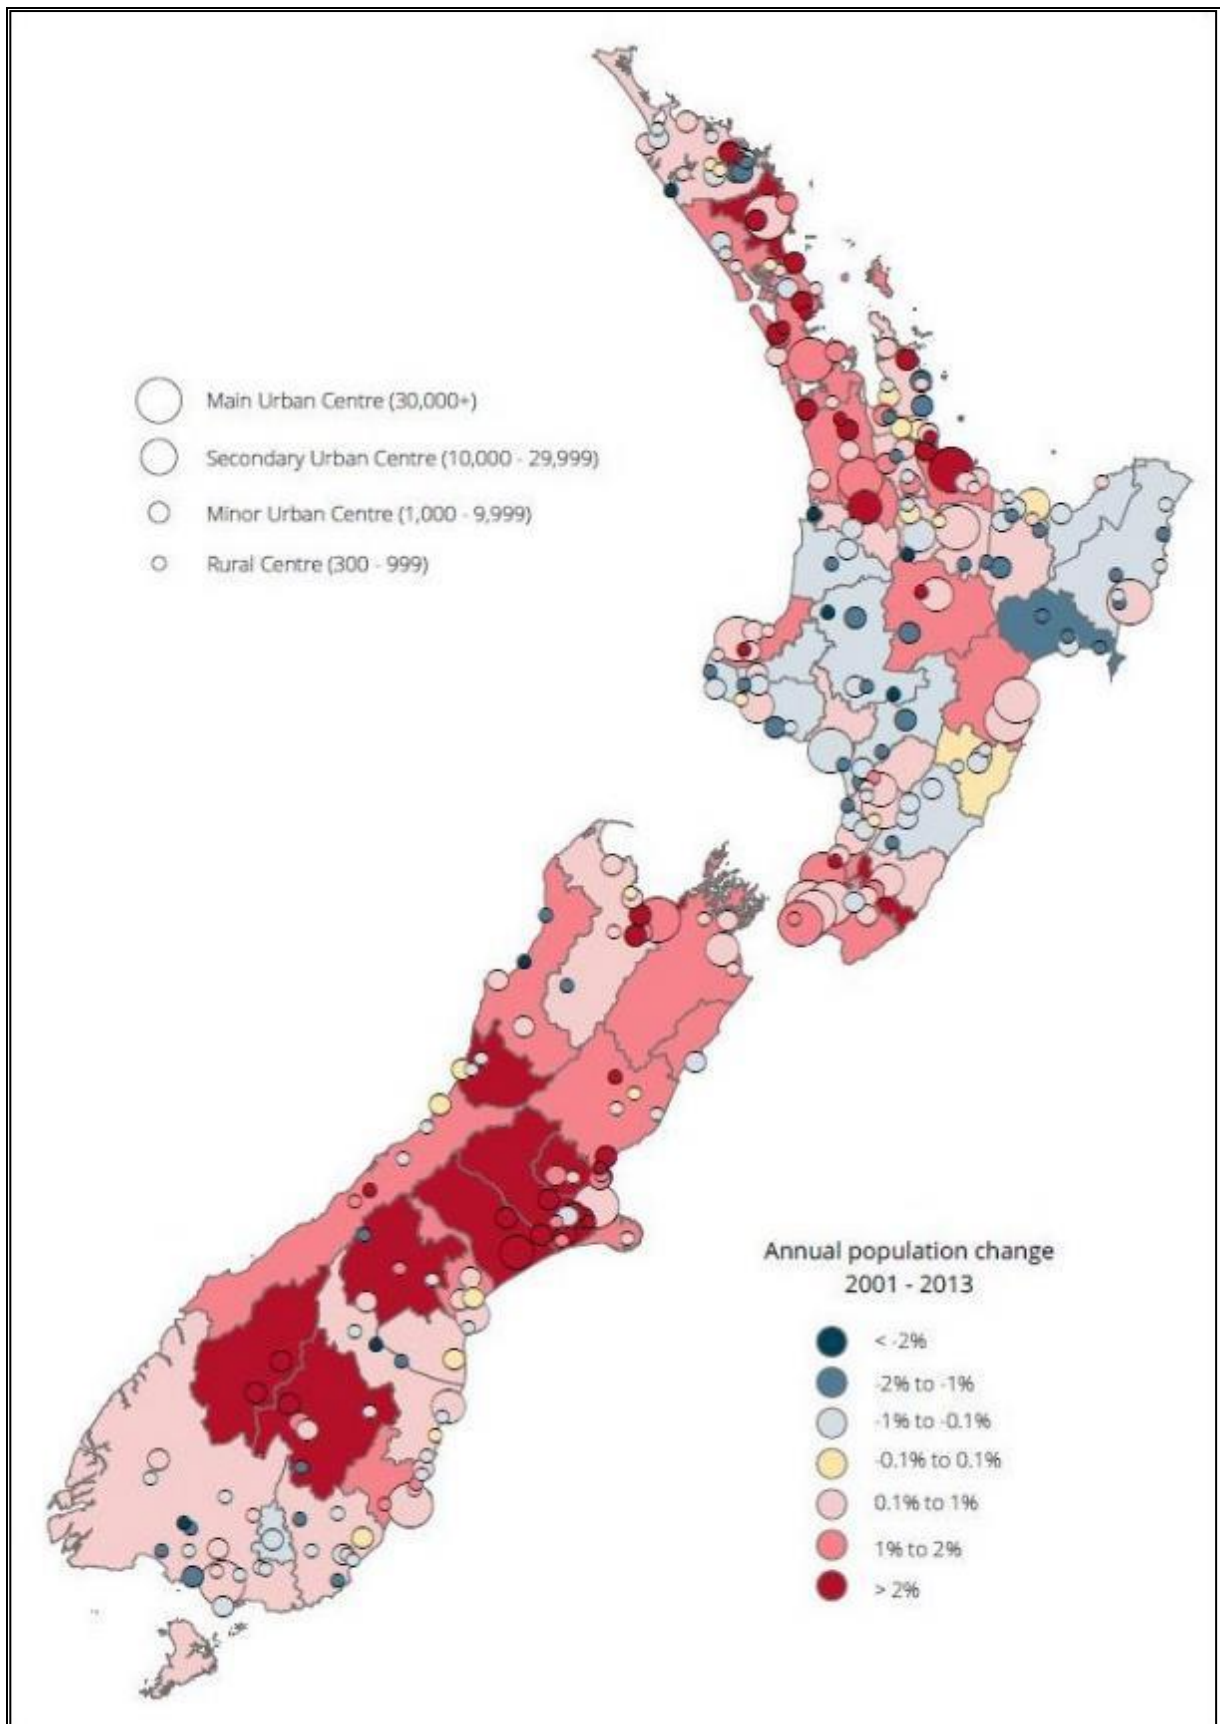 Main Urban Centre (30,000+)
Secondary Urban Centre (10,000 - 29,999)
Minor Urban Centre (1,000 - 9,999)
Rural Centre (300 - 999)
Annual population change
2001 - 2013
< -2%
-2% to -1%
-1% to -0.1%
-0.1% to 0.1%
0.1% to 1%
1% to 2%
> 2%